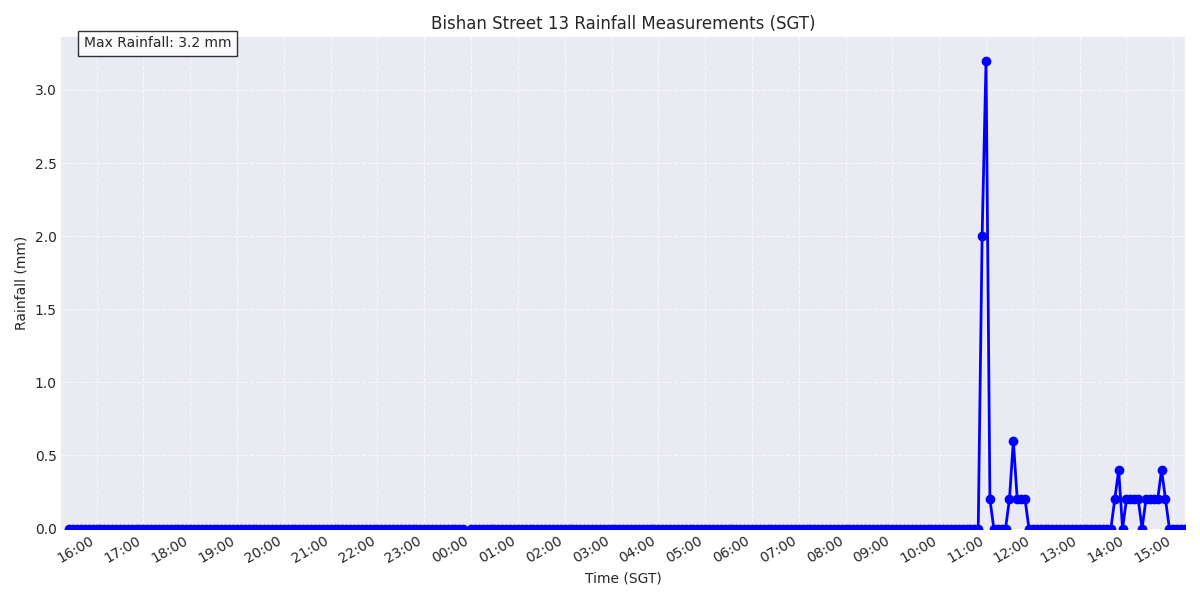 Bishan Street 13 Rainfall Measurements (SGT)
Max Rainfall: 3.2 mm
Rainfall (mm)
3.0
2.5
2.0
1.5
1.0
0.5
0.0
16:00 17:00 18:00 19:00 20:00 21:00 22:00 23:00 00:00 01:00 02:00 03:00 04:00 05:00 06:00 07:00 08:00 09:00 10:00 11:00 12:00 13:00 14:00 15:00
Time (SGT)